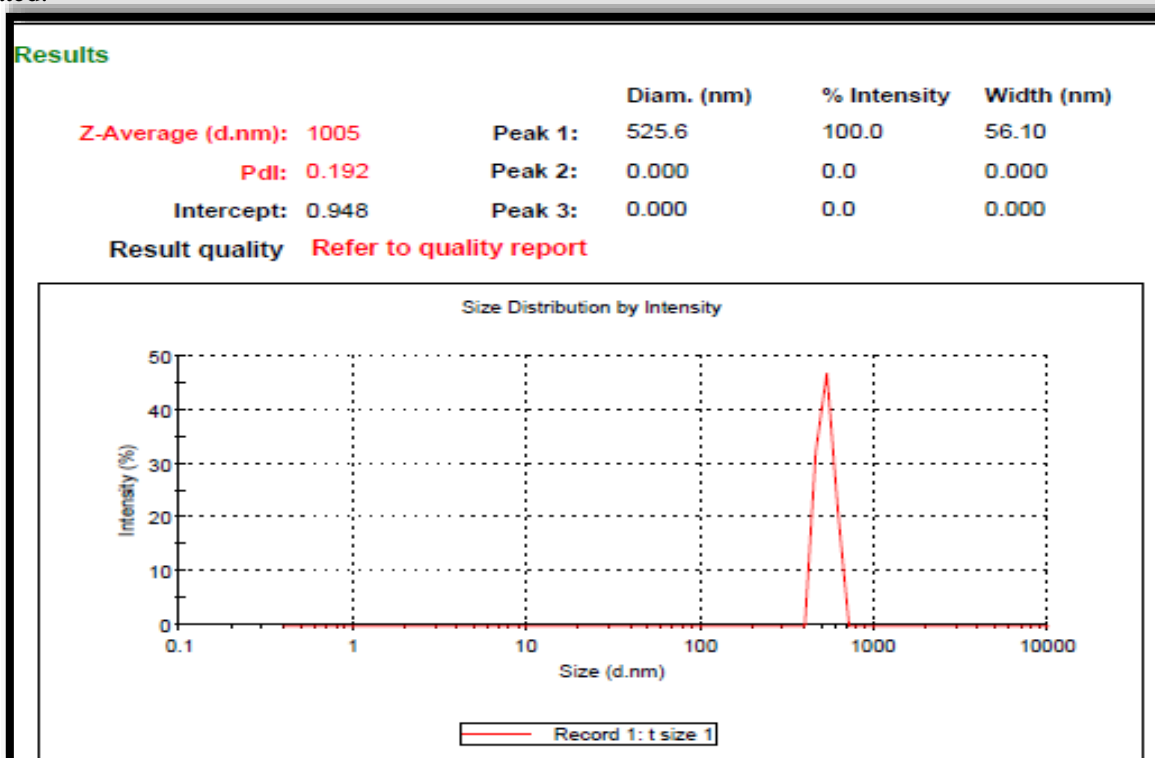 Results
Diam. (nm) % Intensity Width (nm)
Z-Average (d.nm): 1005 Peak 1: 525.6 100.0 56.10
PdI: 0.192 Peak 2: 0.000 0.0 0.000
Intercept: 0.948 Peak 3: 0.000 0.0 0.000
Result quality Refer to quality report
Size Distribution by Intensity
50
40
30
20
10
0
Intensity (%)
0.1 1 10 100 1000 10000
Size (d.nm)
Record 1: t size 1